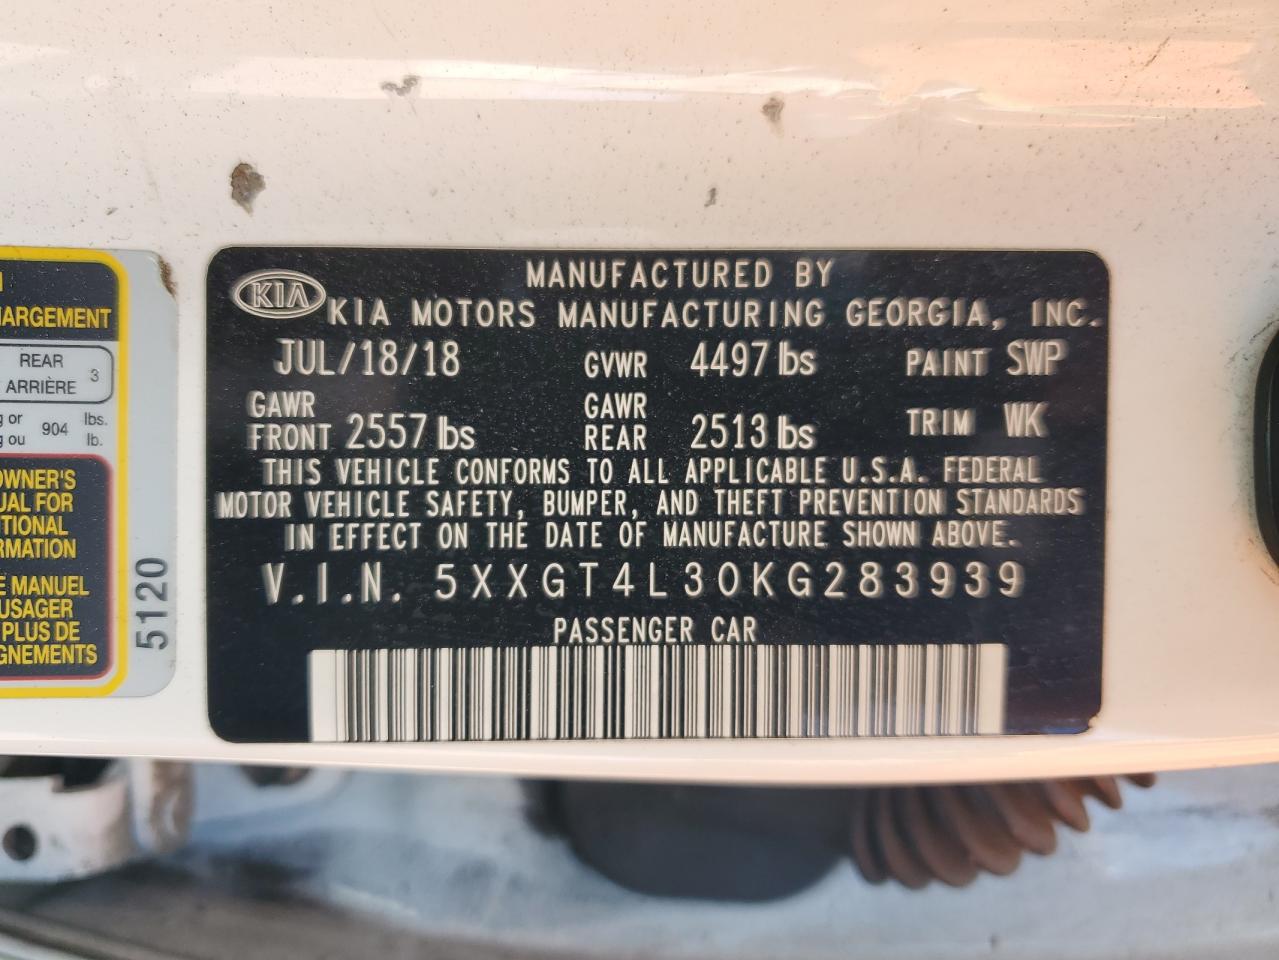 ARGEMENT
REAR
ARRIÈRE 3
g or 904 lbs.
g ou lb.
OWNER'S
UAL FOR
TIONAL
RMATION
E MANUEL
USAGER
PLUS DE
GNEMENTS
5120
KIA
MANUFACTURED BY
KIA MOTORS MANUFACTURING GEORGIA, INC.
JUL/18/18 GVWR 4497 lbs PAINT SWP
GAWR FRONT 2557 lbs GAWR REAR 2513 lbs TRIM WK
THIS VEHICLE CONFORMS TO ALL APPLICABLE U.S.A. FEDERAL
MOTOR VEHICLE SAFETY, BUMPER, AND THEFT PREVENTION STANDARDS
IN EFFECT ON THE DATE OF MANUFACTURE SHOWN ABOVE.
V.I.N. 5XXGT4L30KG283939
PASSENGER CAR